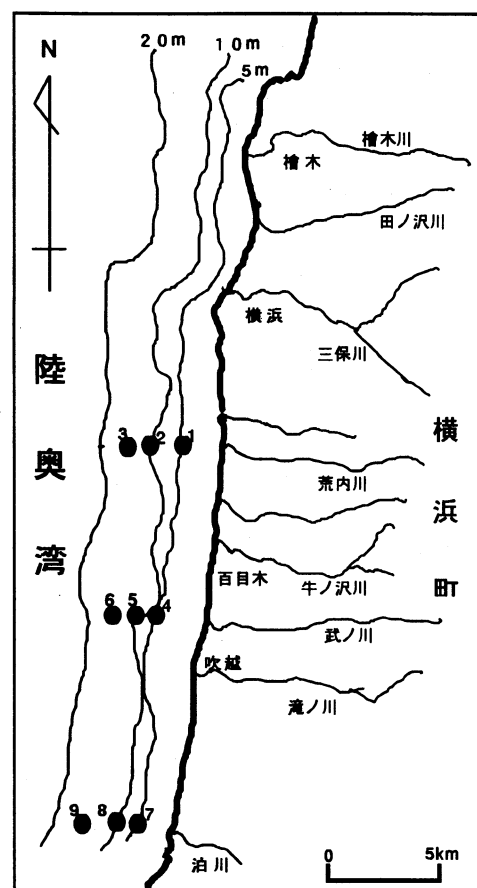 N
20m
10m
5m
檜木川
檜木
田ノ沢川
横浜
三保川
陸奥湾
横浜町
3 2 1
荒内川
百目木
牛ノ沢川
6 5 4
武ノ川
吹越
滝ノ川
9 8 7
泊川
0 5km